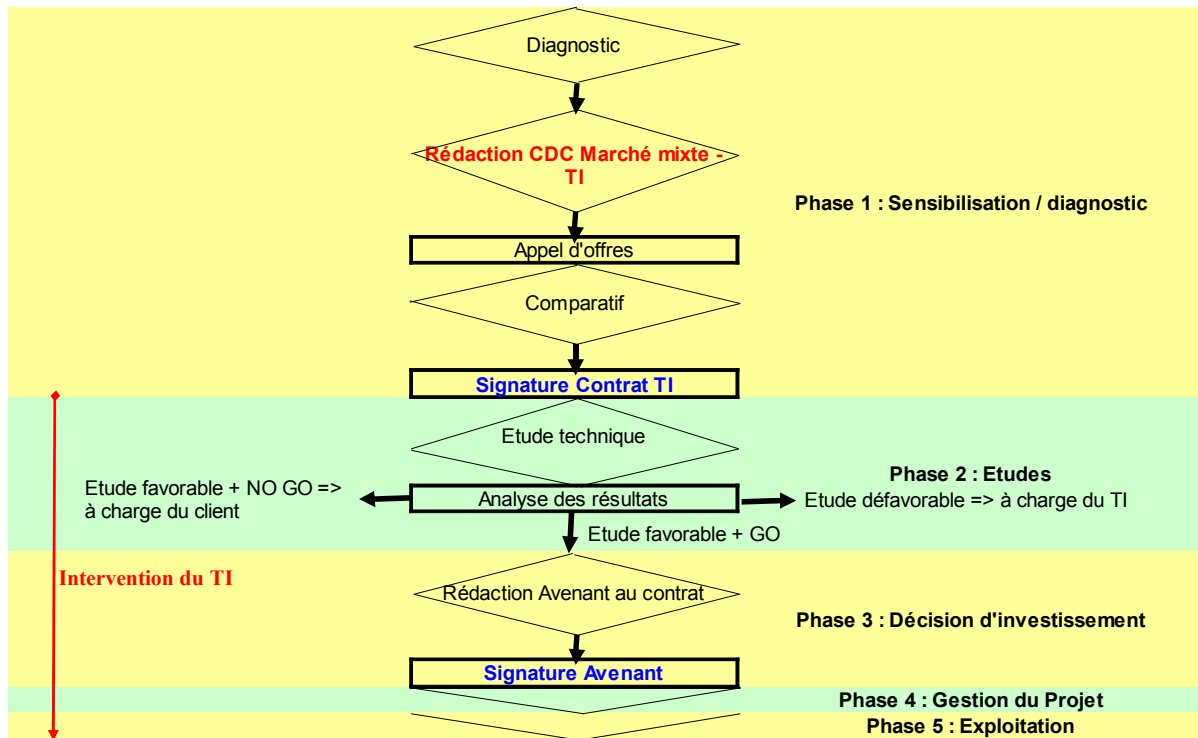 Diagnostic
Rédaction CDC Marché mixte -
TI
Phase 1 : Sensibilisation / diagnostic
Appel d'offres
Comparatif
Signature Contrat TI
Etude technique
Phase 2 : Etudes
Etude favorable + NO GO =>
à charge du client
Analyse des résultats
Etude défavorable => à charge du TI
Etude favorable + GO
Intervention du TI
Rédaction Avenant au contrat
Phase 3 : Décision d'investissement
Signature Avenant
Phase 4 : Gestion du Projet
Phase 5 : Exploitation